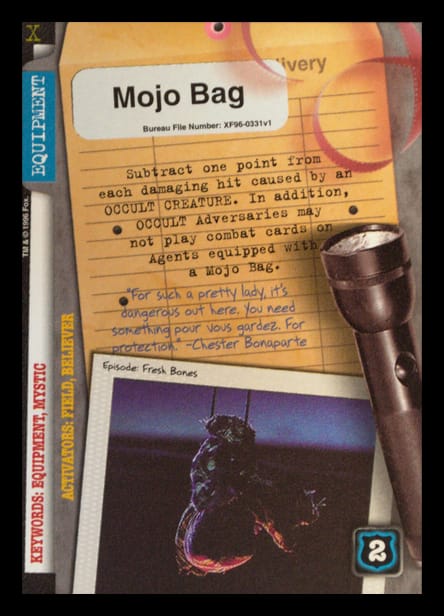 X
ivery
Mojo Bag
Bureau File Number: XF96-0331v1
EQUIPMENT
TM & © 1996 Fox.
Subtract one point from
each damaging hit caused by an
OCCULT CREATURE. In addition,
OCCULT Adversaries may
not play combat cards on
Agents equipped with
a Mojo Bag.
"For such a pretty lady, it's
dangerous out here. You need
something pour vous gardez. For
protection." -Chester Bonaparte
Episode: Fresh Bones
KEYWORDS: EQUIPMENT, MYSTIC
ACTIVATORS: FIELD, BELIEVER
2